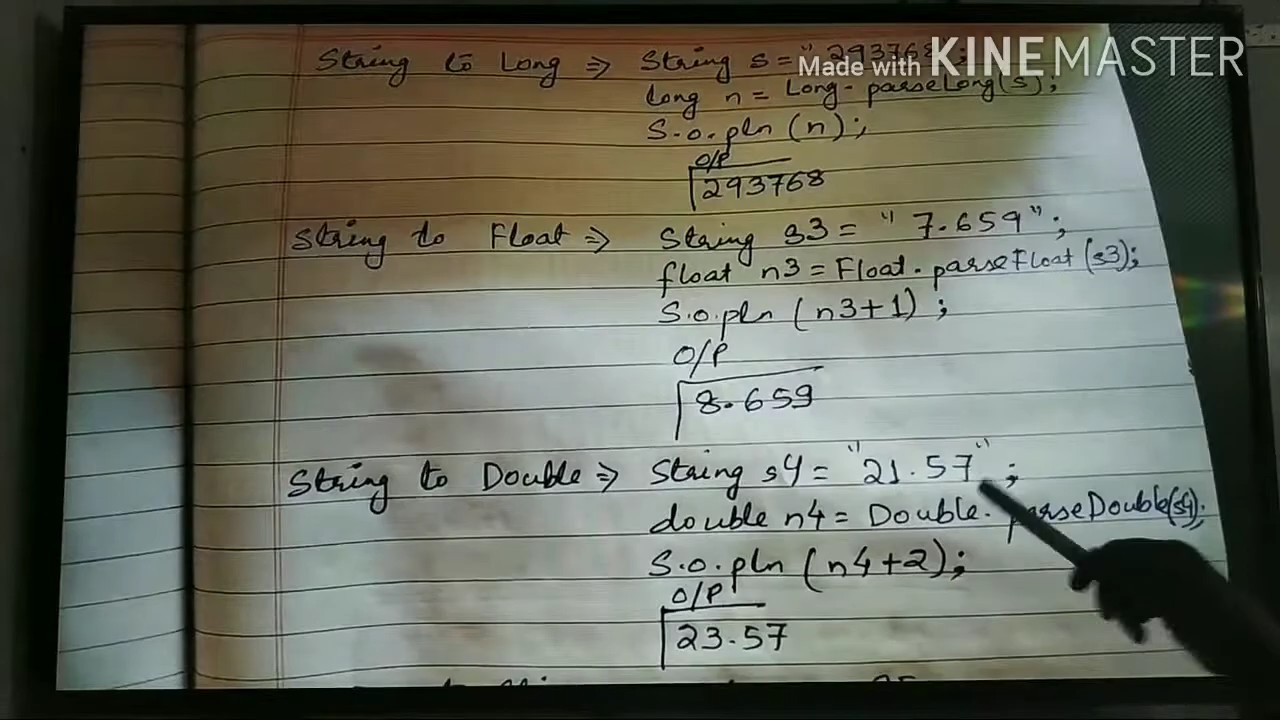 String to Long ⇒ String s = "293768";
Made with KINEMASTER
long n = Long.parseLong(s);
S.o.pln (n);
O/P
293768
String to Float ⇒ String s3 = "7.659";
float n3 = Float.parseFloat(s3);
S.o.pln (n3+1);
O/P
8.659
String to Double ⇒ String s4 = "21.57";
double n4 = Double.parseDouble(s4);
S.o.pln (n4+2);
O/P
23.57